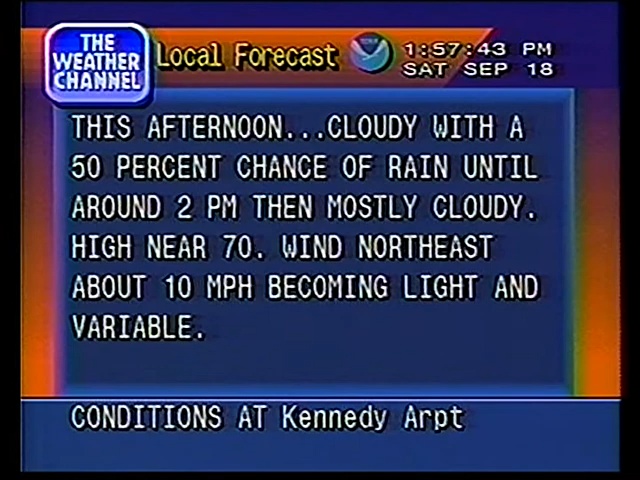 THE
WEATHER
CHANNEL
Local Forecast
1:57:43 PM
SAT SEP 18
THIS AFTERNOON...CLOUDY WITH A
50 PERCENT CHANCE OF RAIN UNTIL
AROUND 2 PM THEN MOSTLY CLOUDY.
HIGH NEAR 70. WIND NORTHEAST
ABOUT 10 MPH BECOMING LIGHT AND
VARIABLE.
CONDITIONS AT Kennedy Arpt